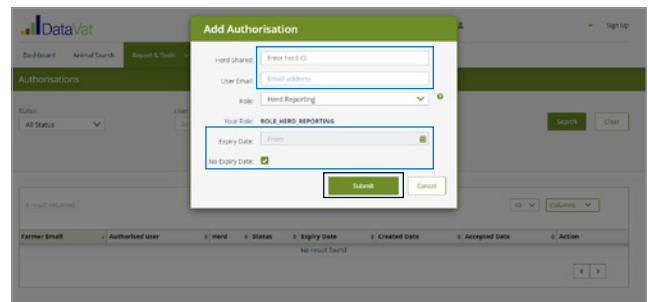 DataVat
Sign Up
Dashboard Animal Search Report & Tools
Authorisations
Add Authorisation
Herd Shared: Enter herd ID
User Email: Email address
Role: Herd Reporting
Your Role: ROLE_HERD_REPORTING
Expiry Date: From
No Expiry Date:
Submit Cancel
Status
All Status
User
Search Clear
0 result returned
10 Columns
Farmer Email Authorised user Herd Status Expiry Date Created Date Accepted Date Action
No result found